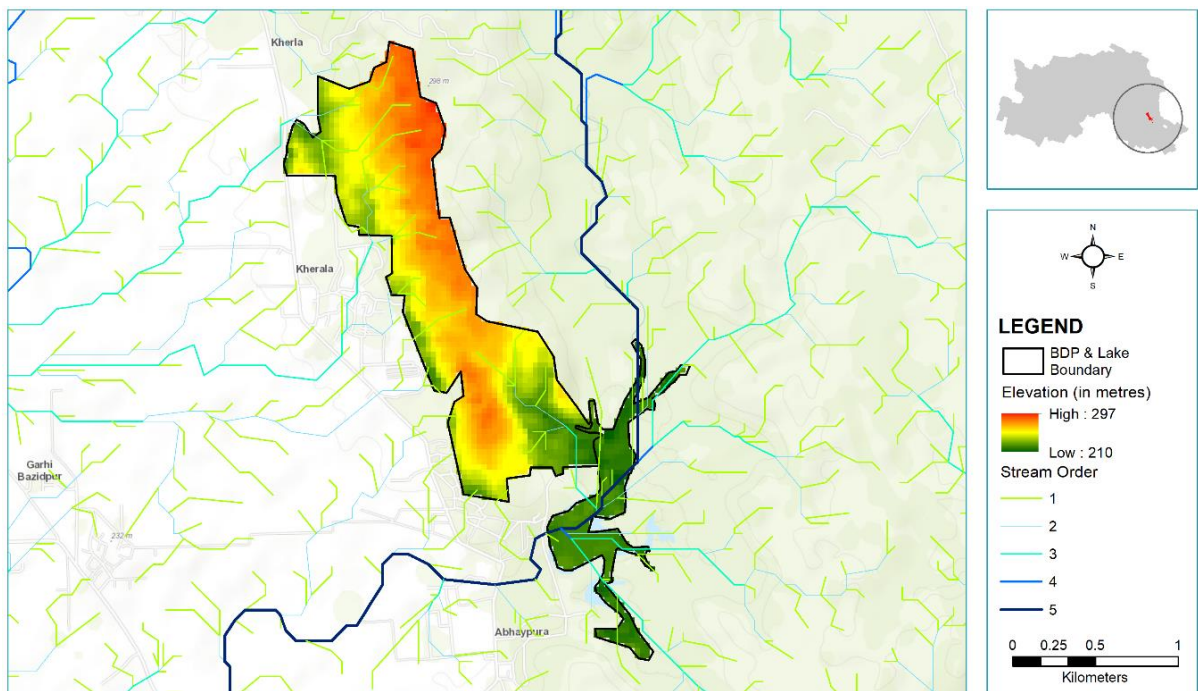 Kherla
298 m
Kherala
Garhi
Bazidpur
232 m
Abhaypura
N
W E
S
LEGEND
BDP & Lake
Boundary
Elevation (in metres)
High : 297
Low : 210
Stream Order
1
2
3
4
5
0 0.25 0.5 1
Kilometers